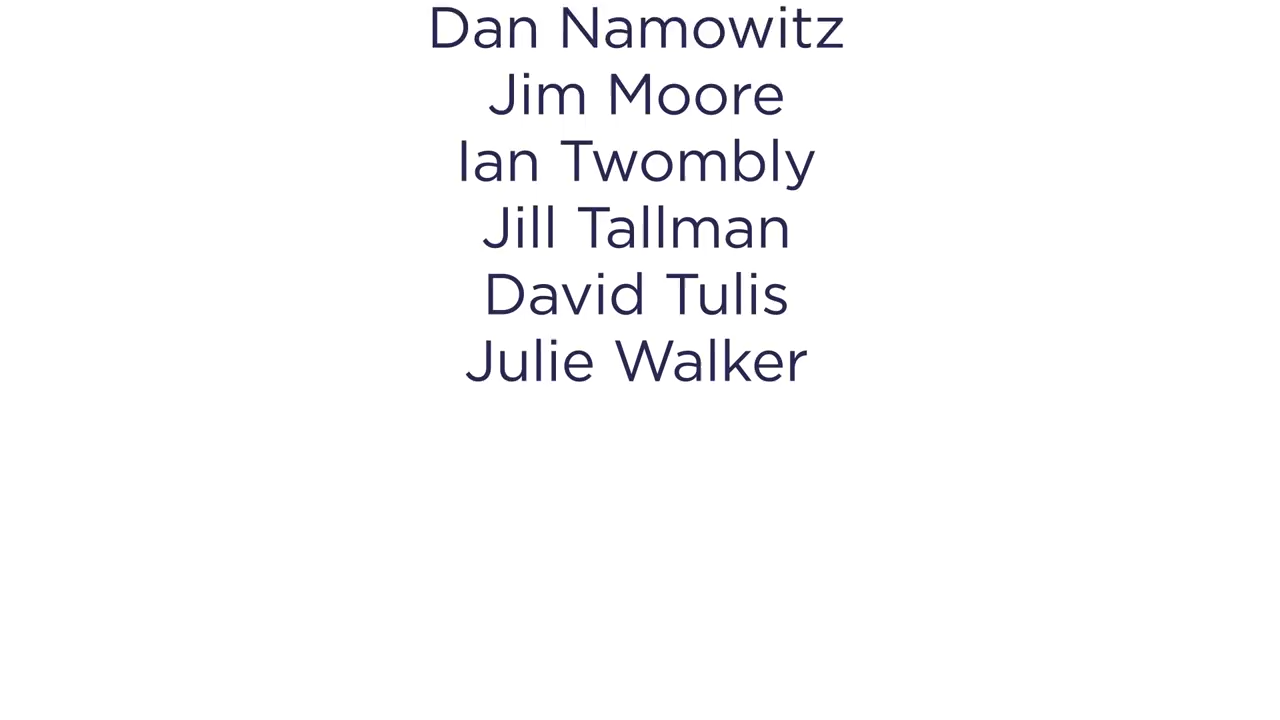 Dan Namowitz
Jim Moore
Ian Twombly
Jill Tallman
David Tulis
Julie Walker